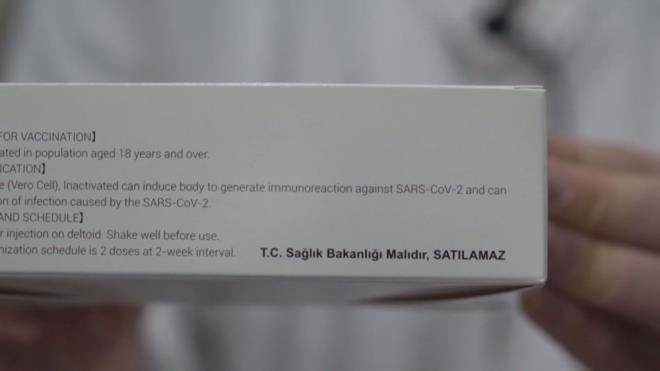 FOR VACCINATION】
ated in population aged 18 years and over.
ICATION】
e (Vero Cell), Inactivated can induce body to generate immunoreaction against SARS-CoV-2 and can
on of infection caused by the SARS-CoV-2.
AND SCHEDULE】
r injection on deltoid. Shake well before use.
nization schedule is 2 doses at 2-week interval. T.C. Sağlık Bakanlığı Malıdır, SATILAMAZ